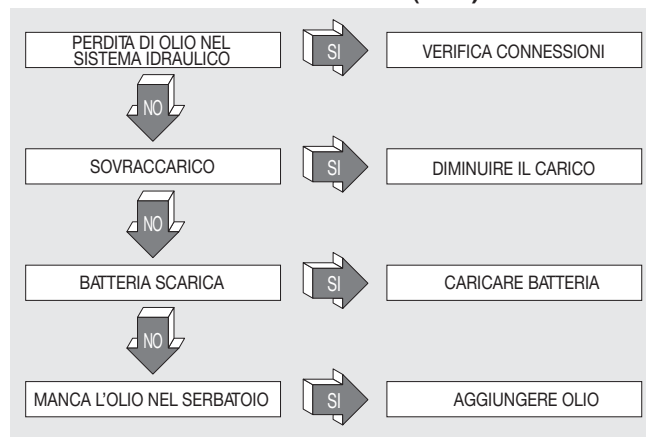 PERDITA DI OLIO NEL
SISTEMA IDRAULICO
SI
VERIFICA CONNESSIONI
NO
SOVRACCARICO
SI
DIMINUIRE IL CARICO
NO
BATTERIA SCARICA
SI
CARICARE BATTERIA
NO
MANCA L'OLIO NEL SERBATOIO
SI
AGGIUNGERE OLIO